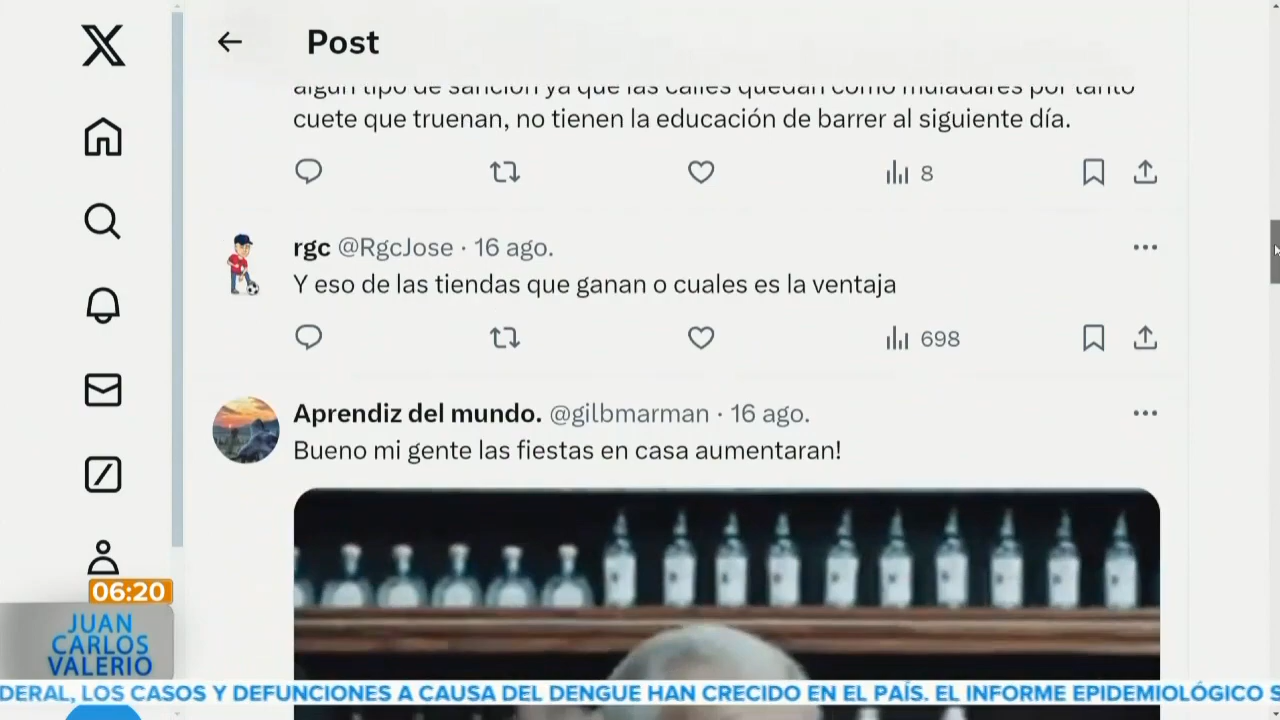 Post
algún tipo de sanción ya que las calles quedan como muladares por tanto
cuete que truenan, no tienen la educación de barrer al siguiente día.
8
rgc @RgcJose · 16 ago.
Y eso de las tiendas que ganan o cuales es la ventaja
698
Aprendiz del mundo. @gilbmarman · 16 ago.
Bueno mi gente las fiestas en casa aumentaran!
06:20
JUAN
CARLOS
VALERIO
DERAL, LOS CASOS Y DEFUNCIONES A CAUSA DEL DENGUE HAN CRECIDO EN EL PAÍS. EL INFORME EPIDEMIOLÓGICO S